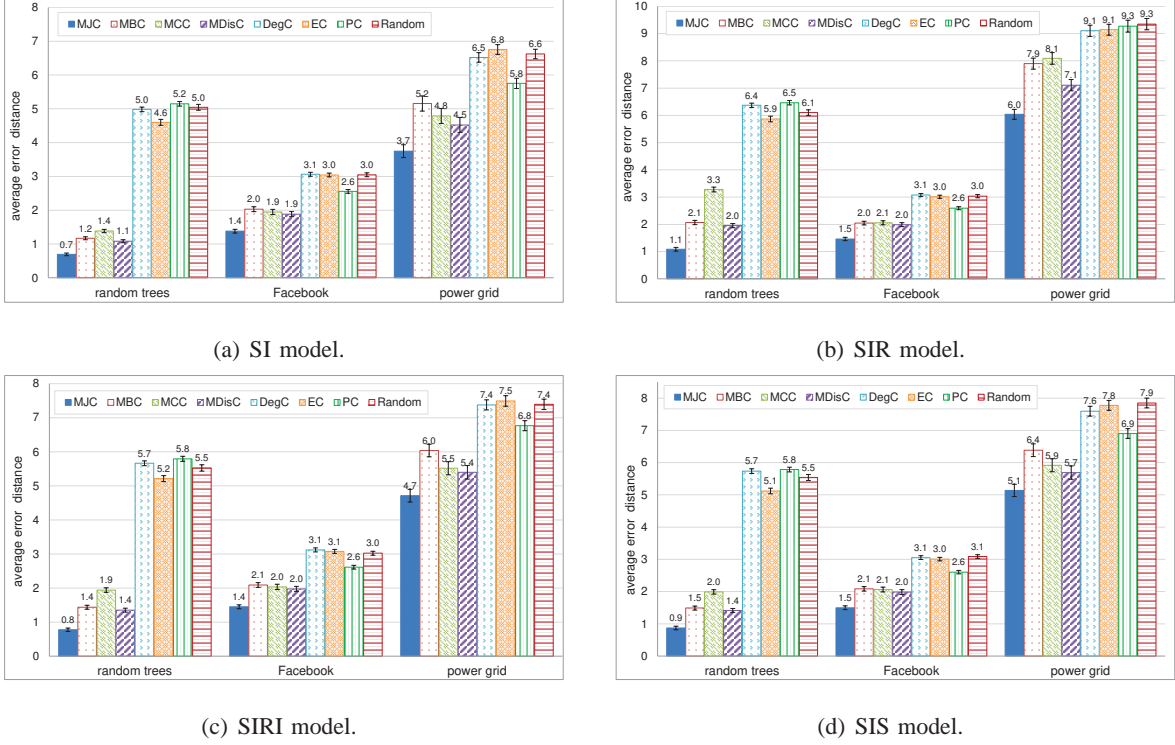 8
MJC MBC MCC MDisC DegC EC PC Random
7
6
5
4
3
2
1
0
average error distance
0.7 1.2 1.4 1.1 5.0 4.6 5.2 5.0
1.4 2.0 1.9 1.9 3.1 3.0 2.6 3.0
3.7 5.2 4.8 4.5 6.5 6.8 5.8 6.6
random trees Facebook power grid
(a) SI model.
10
MJC MBC MCC MDisC DegC EC PC Random
9
8
7
6
5
4
3
2
1
0
average error distance
1.1 2.1 3.3 2.0 6.4 5.9 6.5 6.1
1.5 2.0 2.1 2.0 3.1 3.0 2.6 3.0
6.0 7.9 8.1 7.1 9.1 9.1 9.3 9.3
random trees Facebook power grid
(b) SIR model.
8
MJC MBC MCC MDisC DegC EC PC Random
7
6
5
4
3
2
1
0
average error distance
0.8 1.4 1.9 1.4 5.7 5.2 5.8 5.5
1.4 2.1 2.0 2.0 3.1 3.1 2.6 3.0
4.7 6.0 5.5 5.4 7.4 7.5 6.8 7.4
random trees Facebook power grid
(c) SIRI model.
MJC MBC MCC MDisC DegC EC PC Random
8
7
6
5
4
3
2
1
0
average error distance
0.9 1.5 2.0 1.4 5.7 5.1 5.8 5.5
1.5 2.1 2.1 2.0 3.1 3.0 2.6 3.1
5.1 6.4 5.9 5.7 7.6 7.8 6.9 7.9
random trees Facebook power grid
(d) SIS model.